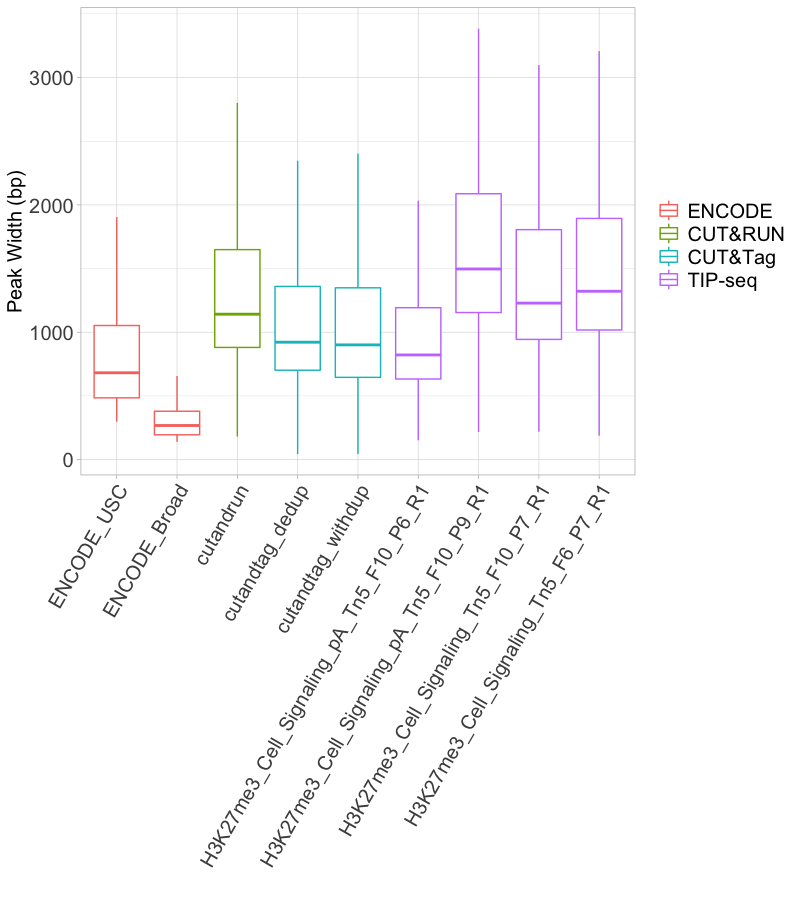 3000
2000
1000
0
Peak Width (bp)
ENCODE_USC
ENCODE_Broad
cutandrun
cutandtag_dedup
cutandtag_withdup
H3K27me3_Cell_Signaling_pA_Tn5_F10_P6_R1
H3K27me3_Cell_Signaling_pA_Tn5_F10_P9_R1
H3K27me3_Cell_Signaling_Tn5_F10_P7_R1
H3K27me3_Cell_Signaling_Tn5_F6_P7_R1
ENCODE
CUT&RUN
CUT&Tag
TIP-seq